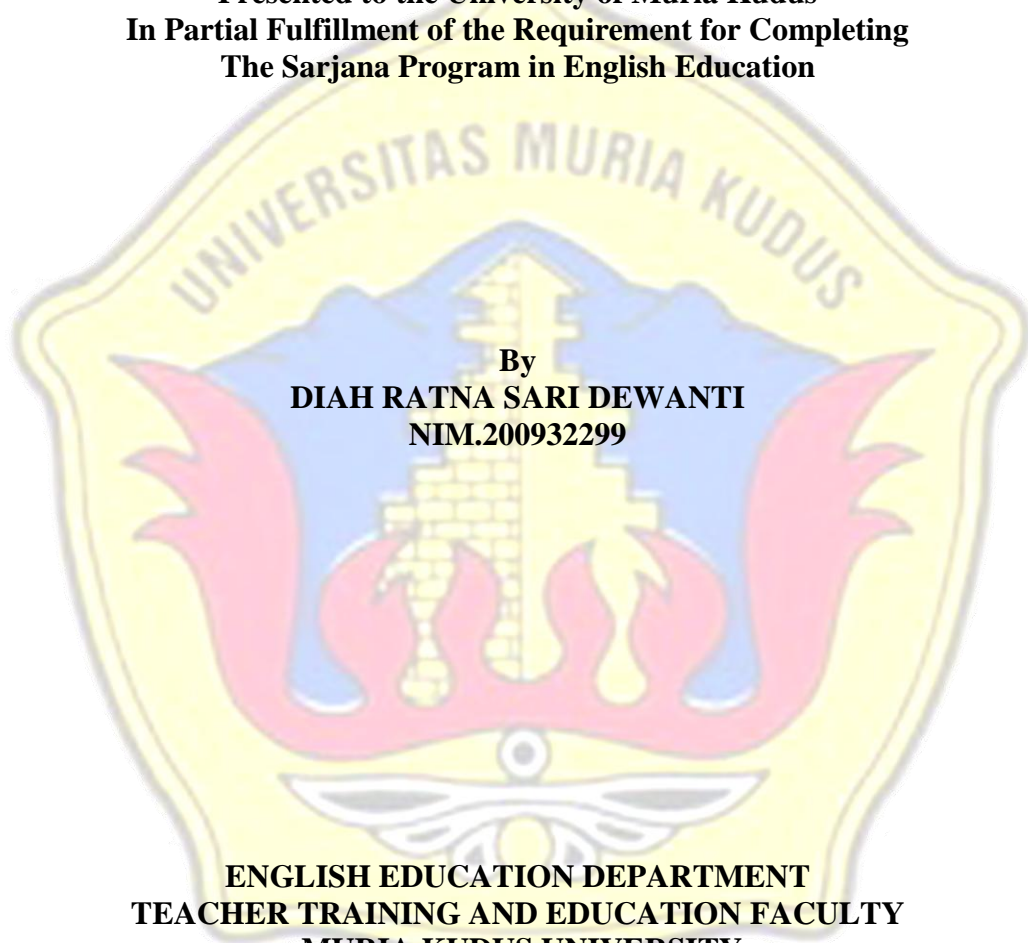 Presented to the University of Muria Kudus
In Partial Fulfillment of the Requirement for Completing
The Sarjana Program in English Education
UNIVERSITAS MURIA KUDUS
By
DIAH RATNA SARI DEWANTI
NIM.200932299
ENGLISH EDUCATION DEPARTMENT
TEACHER TRAINING AND EDUCATION FACULTY
MURIA KUDUS UNIVERSITY